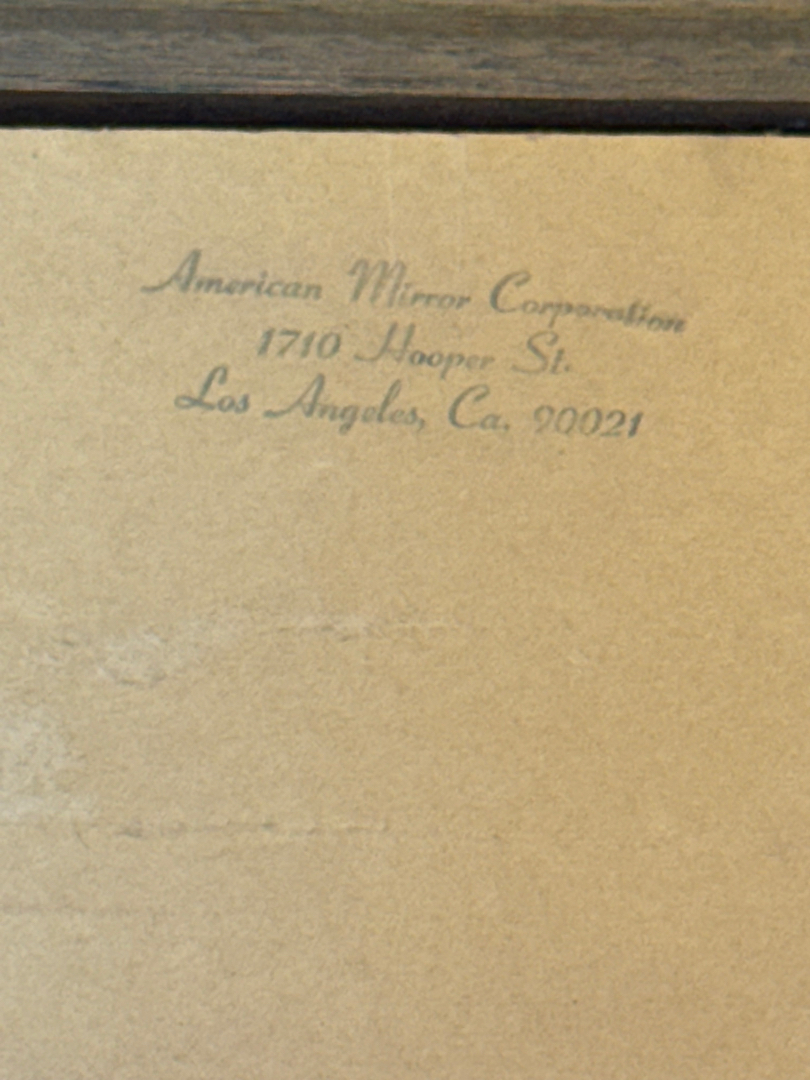 American Mirror Corporation
1710 Hooper St.
Los Angeles, Ca. 90021